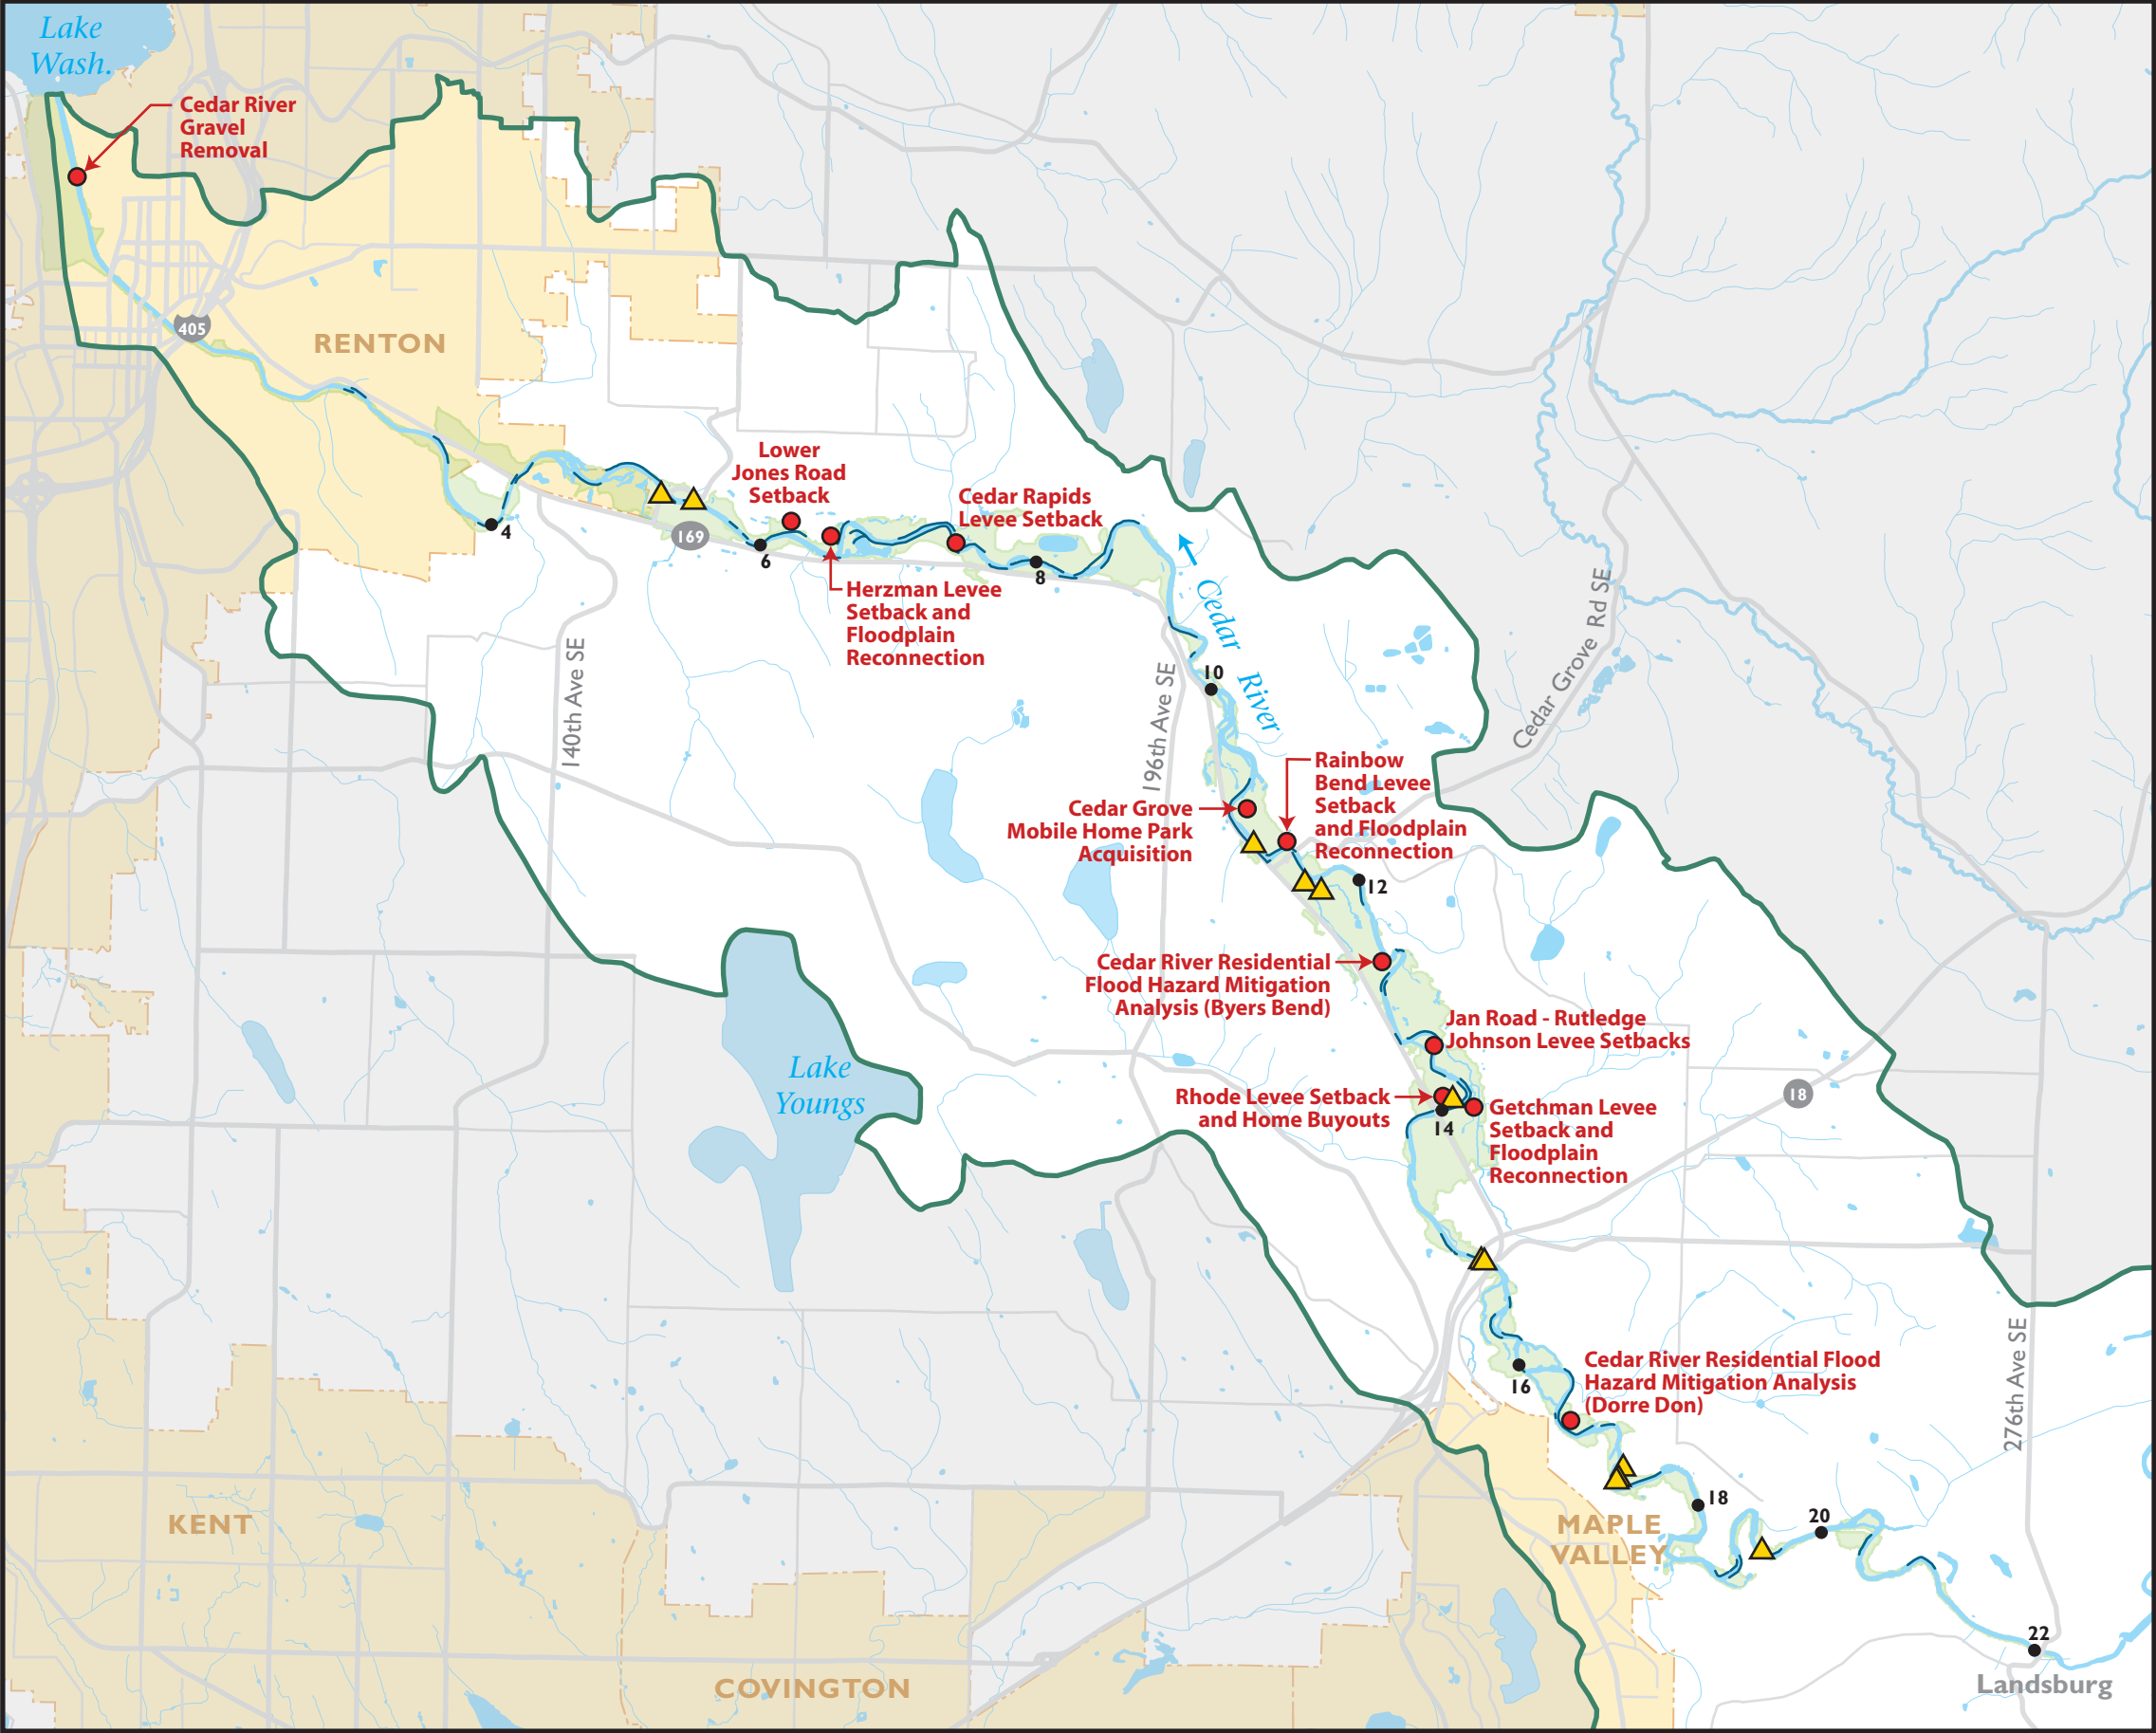 Lake
Wash.
Cedar River
Gravel
Removal
405
RENTON
4
169
Lower
Jones Road
Setback
6
Herzman Levee
Setback and
Floodplain
Reconnection
Cedar Rapids
Levee Setback
8
Cedar
River
10
140th Ave SE
196th Ave SE
Cedar Grove Rd SE
Cedar Grove
Mobile Home Park
Acquisition
Rainbow
Bend Levee
Setback
and Floodplain
Reconnection
12
Cedar River Residential
Flood Hazard Mitigation
Analysis (Byers Bend)
Jan Road - Rutledge
Johnson Levee Setbacks
Lake
Youngs
Rhode Levee Setback
and Home Buyouts
14
Getchman Levee
Setback and
Floodplain
Reconnection
18
16
Cedar River Residential Flood
Hazard Mitigation Analysis
(Dorre Don)
276th Ave SE
KENT
MAPLE
VALLEY
18
20
22
Landsburg
COVINGTON